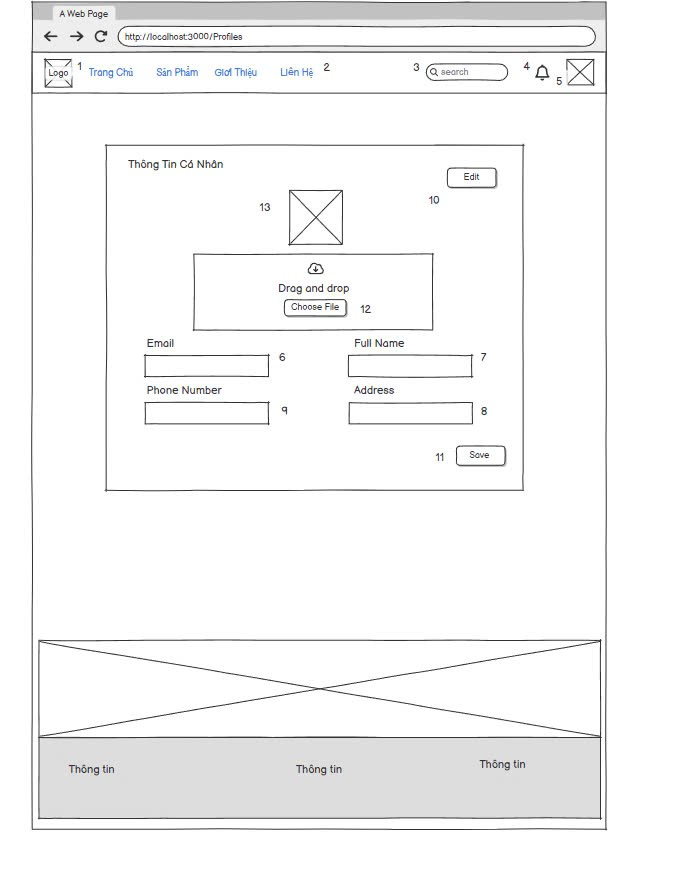 A Web Page
http://localhost:3000/Profiles
Logo 1 Trang Chủ Sản Phẩm Giới Thiệu Liên Hệ 2 3 search 4 5
Thông Tin Cá Nhân
Edit
10
13
Drag and drop
Choose File 12
Email Full Name
6 7
Phone Number Address
9 8
11 Save
Thông tin Thông tin Thông tin